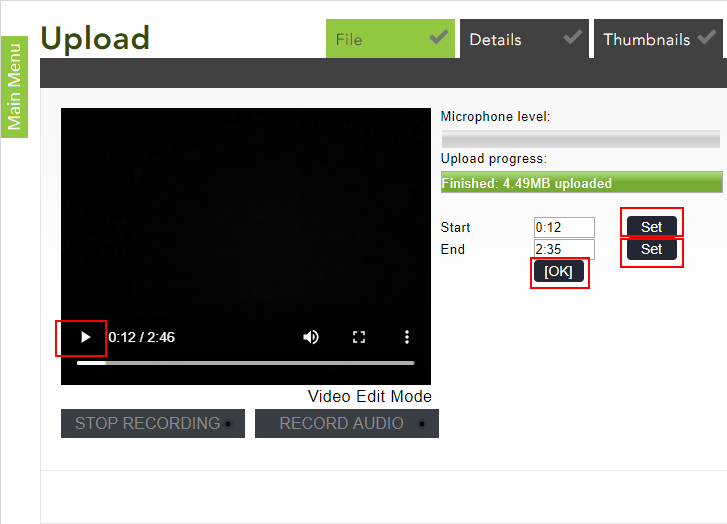 Upload
File
Details
Thumbnails
Main Menu
Microphone level:
Upload progress:
Finished: 4.49MB uploaded
Start 0:12 Set
End 2:35 Set
[OK]
0:12 / 2:46
Video Edit Mode
STOP RECORDING
RECORD AUDIO